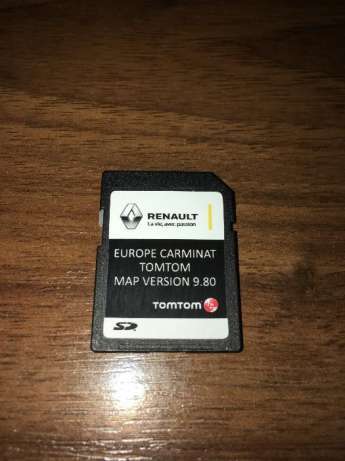 RENAULT
La vie, avec passion
EUROPE CARMINAT
TOMTOM
MAP VERSION 9.80
TOMTOM
SD